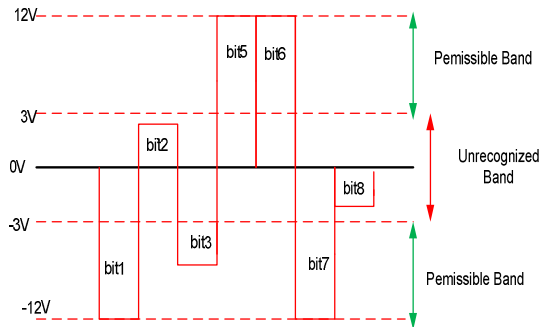 12V
bit5
bit6
Pemissible Band
3V
bit2
0V
Unrecognized
Band
bit8
-3V
bit3
bit1
bit7
Pemissible Band
-12V